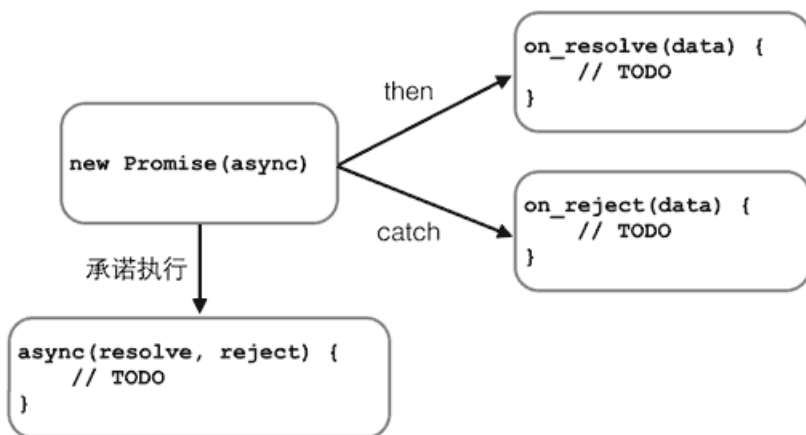 on_resolve(data) {
    // TODO
}
then
new Promise(async)
on_reject(data) {
    // TODO
}
catch
承诺执行
async(resolve, reject) {
    // TODO
}